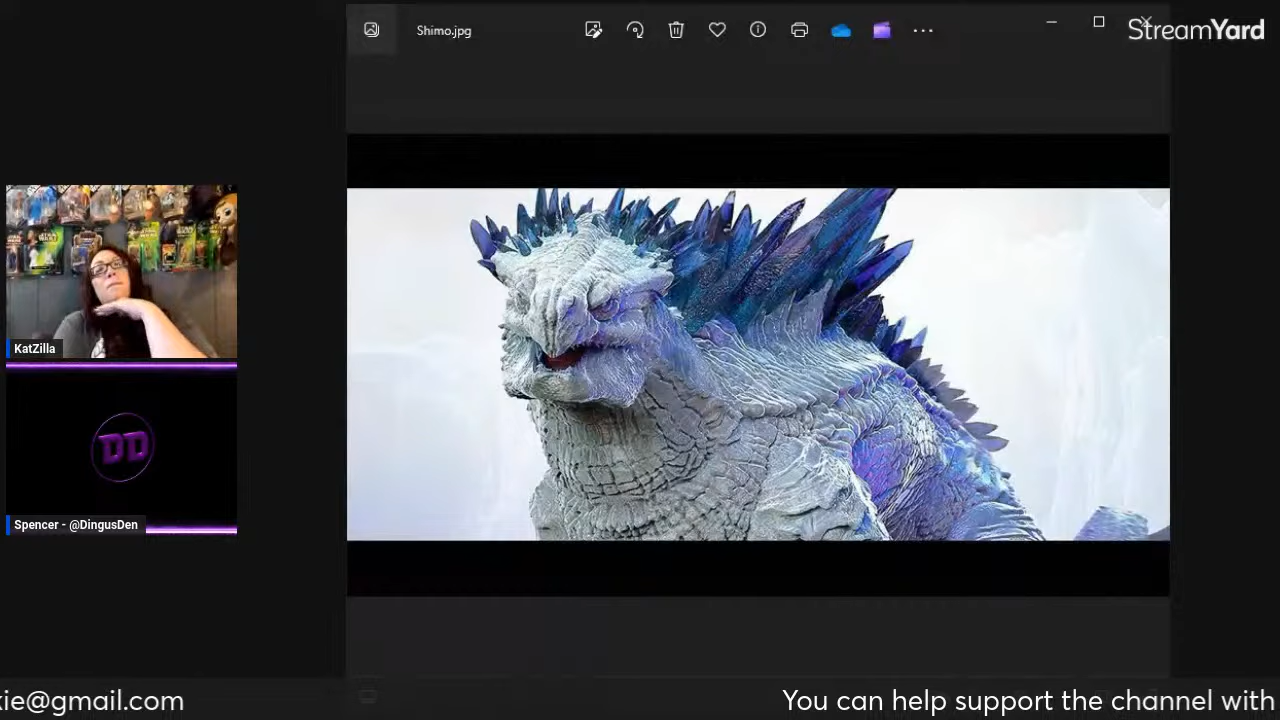 Shimo.jpg
StreamYard
KatZilla
DD
Spencer - @DingusDen
kie@gmail.com
You can help support the channel with